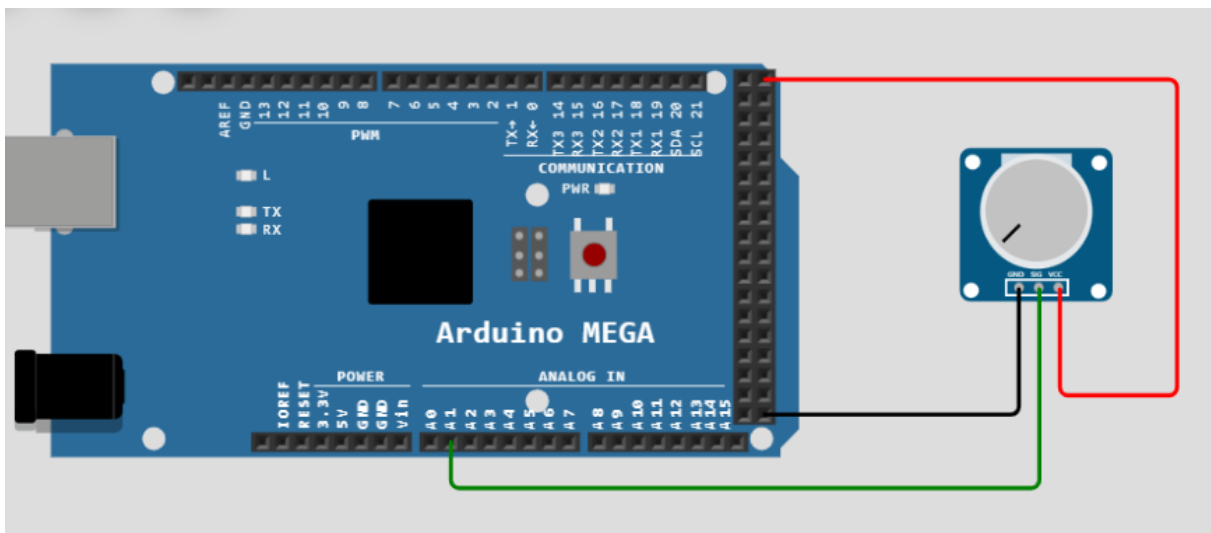 AREF GND 13 12 11 10 9 8 7 6 5 4 3 2 TX→ 1 RX← 0 TX3 14 RX3 15 TX2 16 RX2 17 TX1 18 RX1 19 SDA 20 SCL 21
PWM
COMMUNICATION
L
PWR
TX
RX
GND SIG VCC
Arduino MEGA
POWER ANALOG IN
IOREF RESET 3.3V 5V GND GND Vin A0 A1 A2 A3 A4 A5 A6 A7 A8 A9 A10 A11 A12 A13 A14 A15